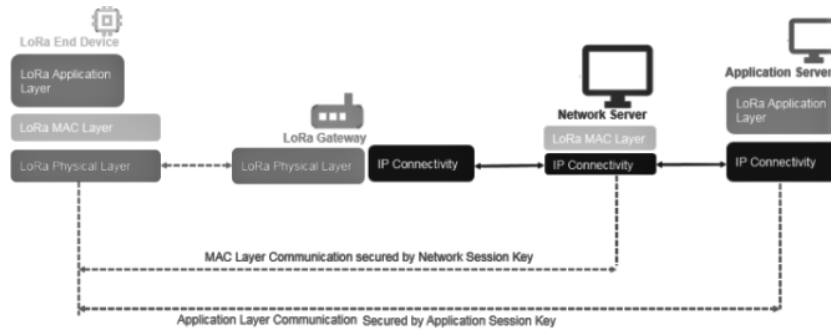 LoRa End Device
LoRa Application
Layer
LoRa MAC Layer
LoRa Physical Layer
LoRa Gateway
LoRa Physical Layer
IP Connectivity
Network Server
LoRa MAC Layer
IP Connectivity
Application Server
LoRa Application
Layer
IP Connectivity
MAC Layer Communication secured by Network Session Key
Application Layer Communication Secured by Application Session Key